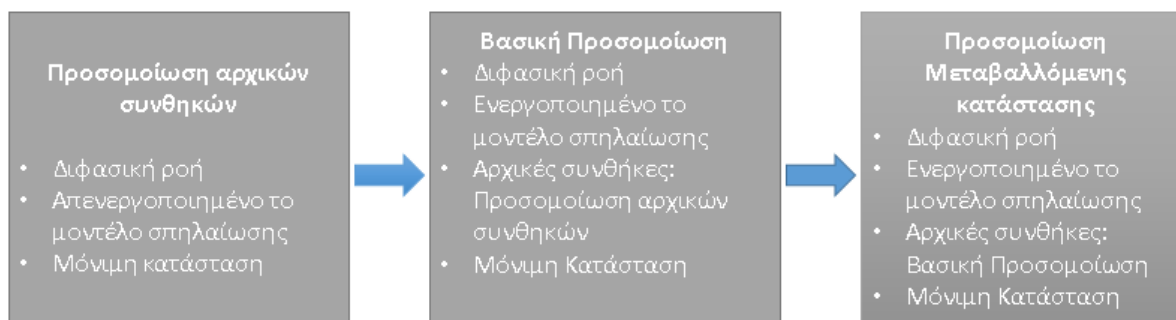 Προσομοίωση αρχικών
συνθηκών
• Διφασική ροή
• Απενεργοποιημένο το
μοντέλο σπηλαίωσης
• Μόνιμη κατάσταση
Βασική Προσομοίωση
• Διφασική ροή
• Ενεργοποιημένο το
μοντέλο σπηλαίωσης
• Αρχικές συνθήκες:
Προσομοίωση αρχικών
συνθηκών
• Μόνιμη Κατάσταση
Προσομοίωση
Μεταβαλλόμενης
κατάστασης
• Διφασική ροή
• Ενεργοποιημένο το
μοντέλο σπηλαίωσης
• Αρχικές συνθήκες:
Βασική Προσομοίωση
• Μόνιμη Κατάσταση